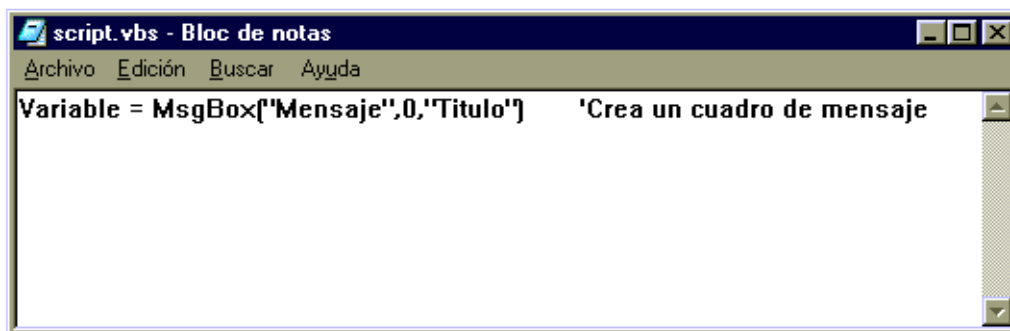 script.vbs - Bloc de notas
Archivo Edición Buscar Ayuda
Variable = MsgBox("Mensaje",0,"Titulo") 'Crea un cuadro de mensaje